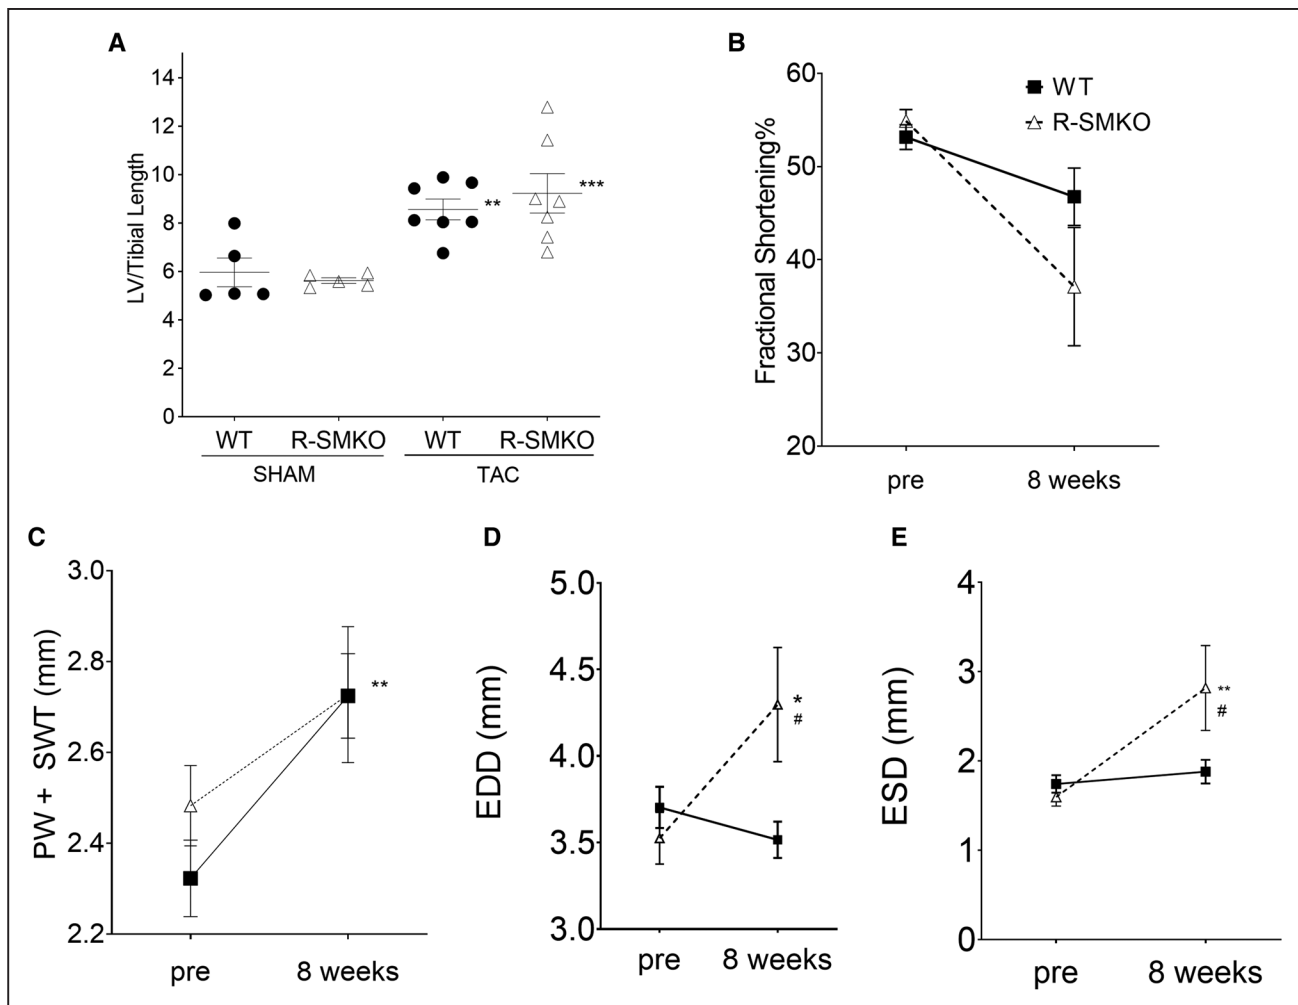 A
LV/Tibial Length
14
12
10
8
6
4
2
0
**
***
WT R-SMKO WT R-SMKO
SHAM TAC
B
Fractional Shortening%
60
50
40
30
20
WT
R-SMKO
pre 8 weeks
C
PW + SWT (mm)
3.0
2.8
2.6
2.4
2.2
**
pre 8 weeks
D
EDD (mm)
5.0
4.5
4.0
3.5
3.0
*
#
pre 8 weeks
E
ESD (mm)
4
3
2
1
0
**
#
pre 8 weeks